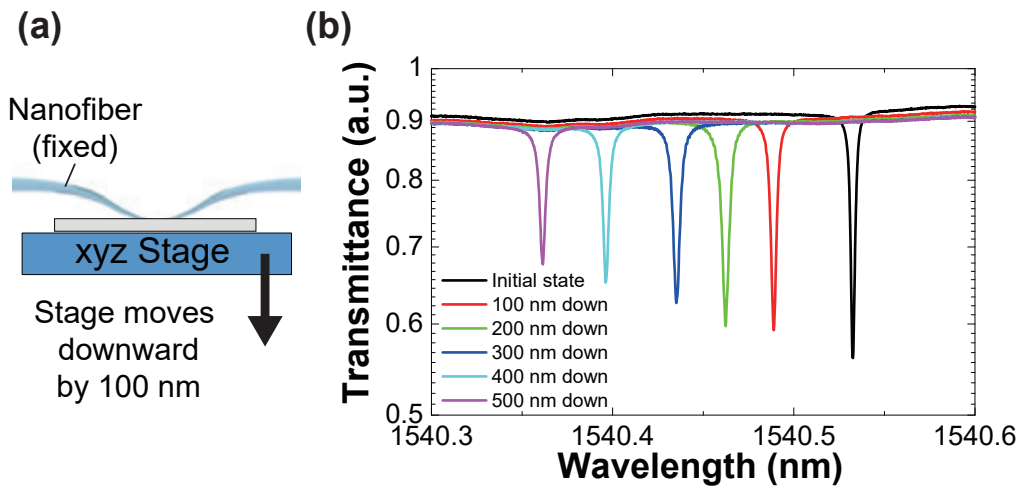 (a)
Nanofiber
(fixed)
xyz Stage
Stage moves
downward
by 100 nm
(b)
Transmittance (a.u.)
1
0.9
0.8
0.7
0.6
0.5
Initial state
100 nm down
200 nm down
300 nm down
400 nm down
500 nm down
1540.3
1540.4
1540.5
1540.6
Wavelength (nm)